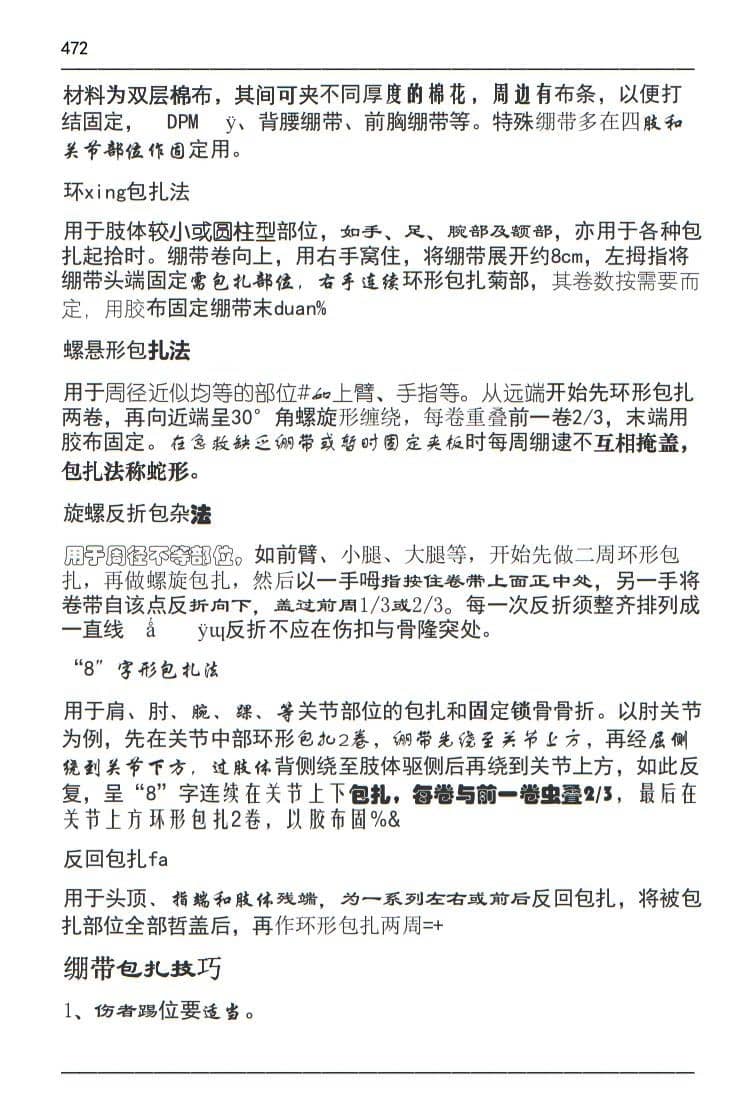 472
材料为双层棉布，其间可夹不同厚度的棉花，周边有布条，以便打
结固定， DPM ÿ、背腰绷带、前胸绷带等。特殊绷带多在四肢和
关节部位作固定用。
环xing包扎法
用于肢体较小或圆柱型部位，如手、足、腕部及额部，亦用于各种包
扎起拾时。绷带卷向上，用右手窝住，将绷带展开约8cm，左拇指将
绷带头端固定需包扎部位，右手连续环形包扎菊部，其卷数按需要而
定，用胶布固定绷带末duan%
螺悬形包扎法
用于周径近似均等的部位#如上臂、手指等。从远端开始先环形包扎
两卷，再向近端呈30°角螺旋形缠绕，每卷重叠前一卷2/3，末端用
胶布固定。在急救缺乏绷带或暂时固定夹板时每周绷逮不互相掩盖，
包扎法称蛇形。
旋螺反折包杂法
用于周径不等部位。如前臂、小腿、大腿等，开始先做二周环形包
扎，再做螺旋包扎，然后以一手呣指按住卷带上面正中处，另一手将
卷带自该点反折向下，盖过前周1/3或2/3。每一次反折须整齐排列成
一直线 å ÿɰ反折不应在伤扣与骨隆突处。
“8″字形包扎法
用于肩、肘、腕、踝、等关节部位的包扎和固定锁骨骨折。以肘关节
为例，先在关节中部环形包扎2卷，绷带先绕至关节上方，再经屈侧
绕到关节下方，过肢体背侧绕至肢体驱侧后再绕到关节上方，如此反
复，呈“8”字连续在关节上下包扎，每卷与前一卷虫叠2/3，最后在
关节上方环形包扎2卷，以胶布固%&
反回包扎fa
用于头顶、指端和肢体残端，为一系列左右或前后反回包扎，将被包
扎部位全部哲盖后，再作环形包扎两周=+
绷带包扎技巧
1、伤者踢位要适当。